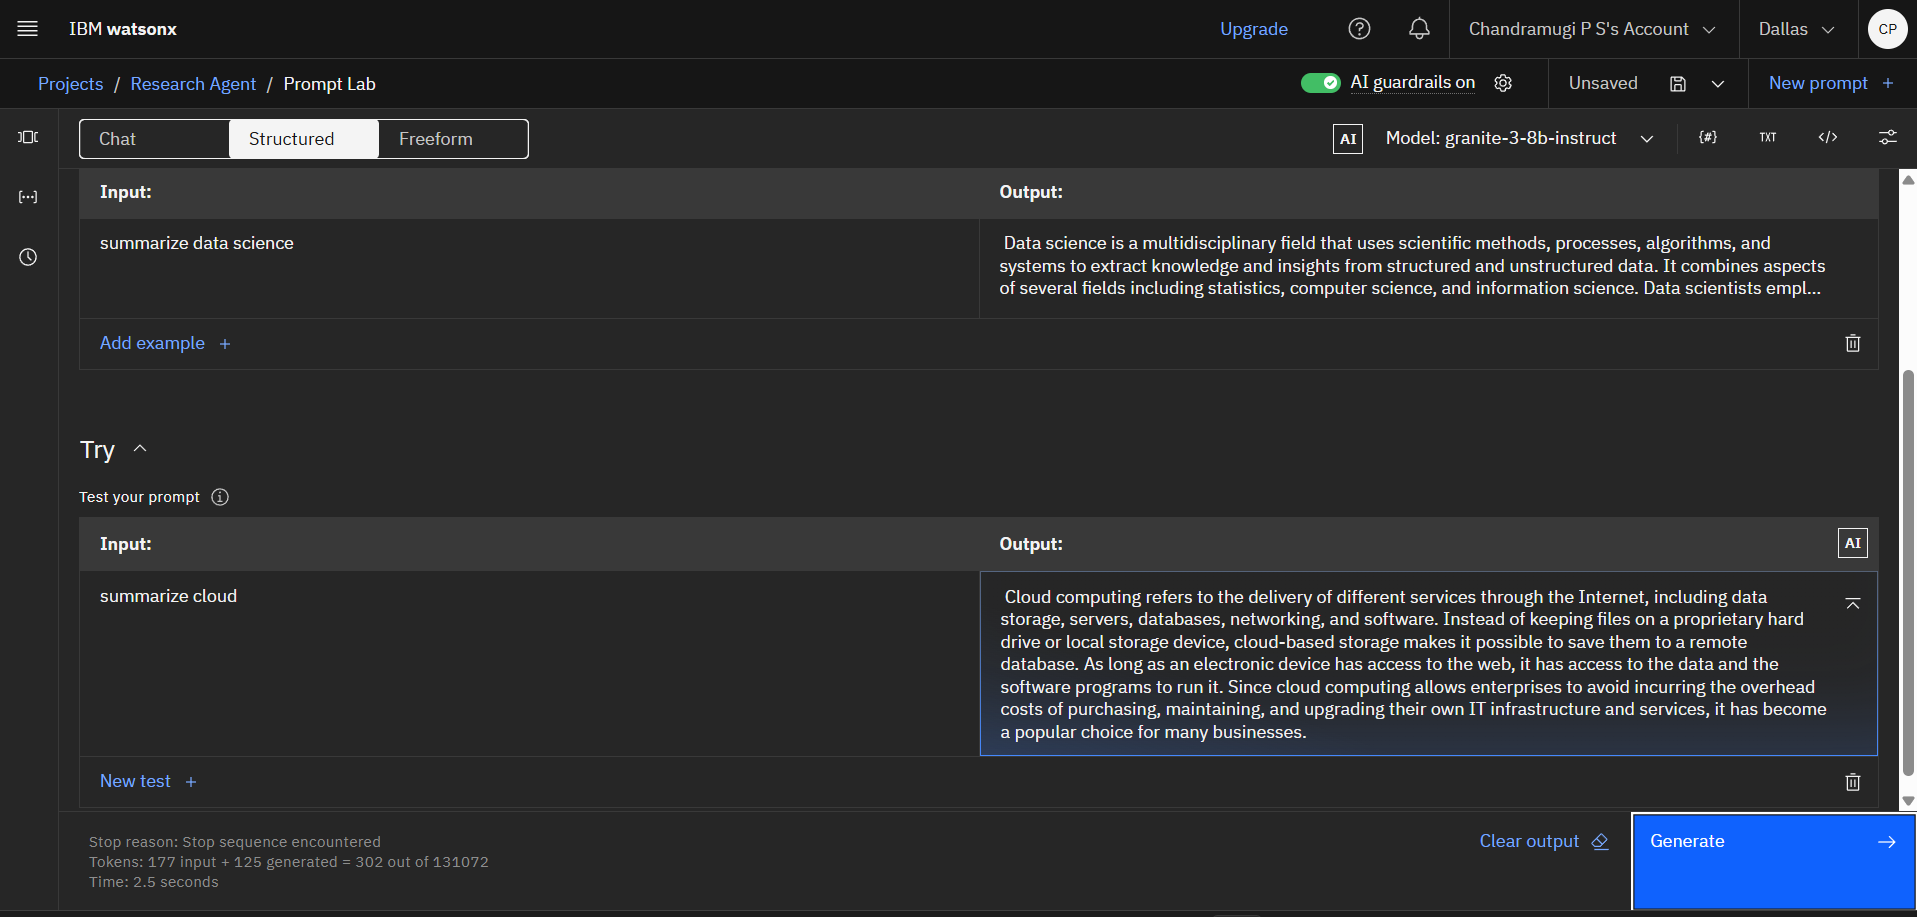 IBM watsonx
Upgrade
Chandramugi P S's Account
Dallas
CP
Projects / Research Agent / Prompt Lab
AI guardrails on
Unsaved
New prompt +
Chat
Structured
Freeform
AI
Model: granite-3-8b-instruct
{#}
TXT
</>
Input:
Output:
summarize data science
Data science is a multidisciplinary field that uses scientific methods, processes, algorithms, and
systems to extract knowledge and insights from structured and unstructured data. It combines aspects
of several fields including statistics, computer science, and information science. Data scientists empl...
Add example +
Try
Test your prompt
Input:
Output:
AI
summarize cloud
Cloud computing refers to the delivery of different services through the Internet, including data
storage, servers, databases, networking, and software. Instead of keeping files on a proprietary hard
drive or local storage device, cloud-based storage makes it possible to save them to a remote
database. As long as an electronic device has access to the web, it has access to the data and the
software programs to run it. Since cloud computing allows enterprises to avoid incurring the overhead
costs of purchasing, maintaining, and upgrading their own IT infrastructure and services, it has become
a popular choice for many businesses.
New test +
Stop reason: Stop sequence encountered
Tokens: 177 input + 125 generated = 302 out of 131072
Time: 2.5 seconds
Clear output
Generate